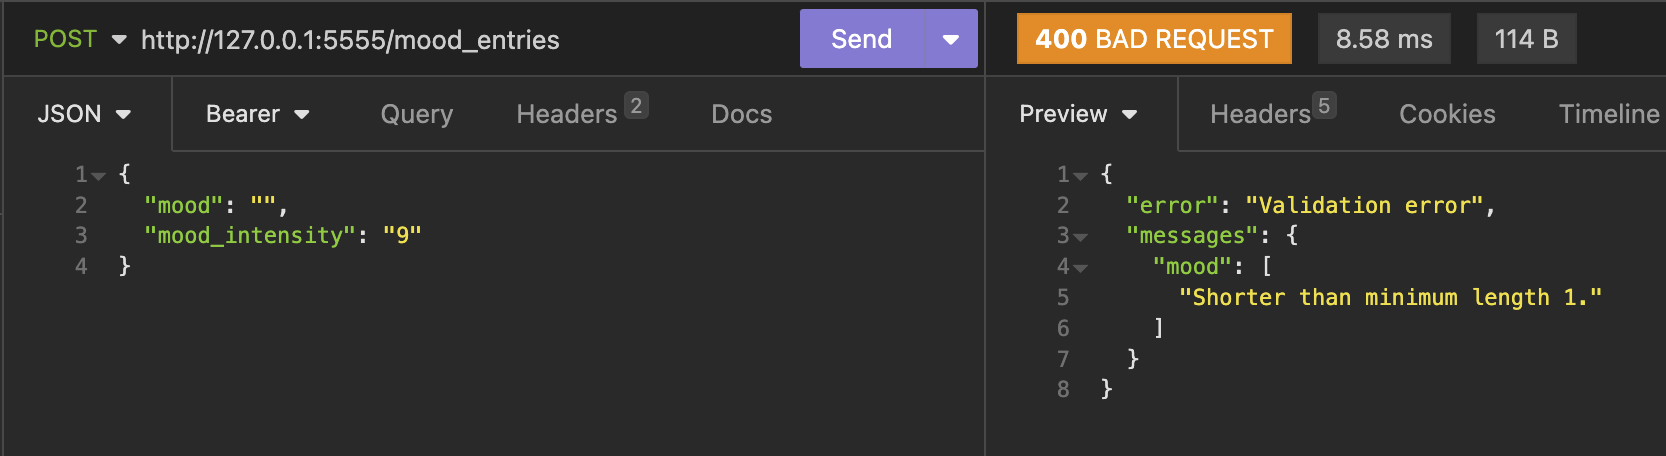 POST http://127.0.0.1:5555/mood_entries Send
JSON Bearer Query Headers 2 Docs
1 {
2 "mood": "",
3 "mood_intensity": "9"
4 }
400 BAD REQUEST 8.58 ms 114 B
Preview Headers 5 Cookies Timeline
1 {
2 "error": "Validation error",
3 "messages": {
4 "mood": [
5 "Shorter than minimum length 1."
6 ]
7 }
8 }